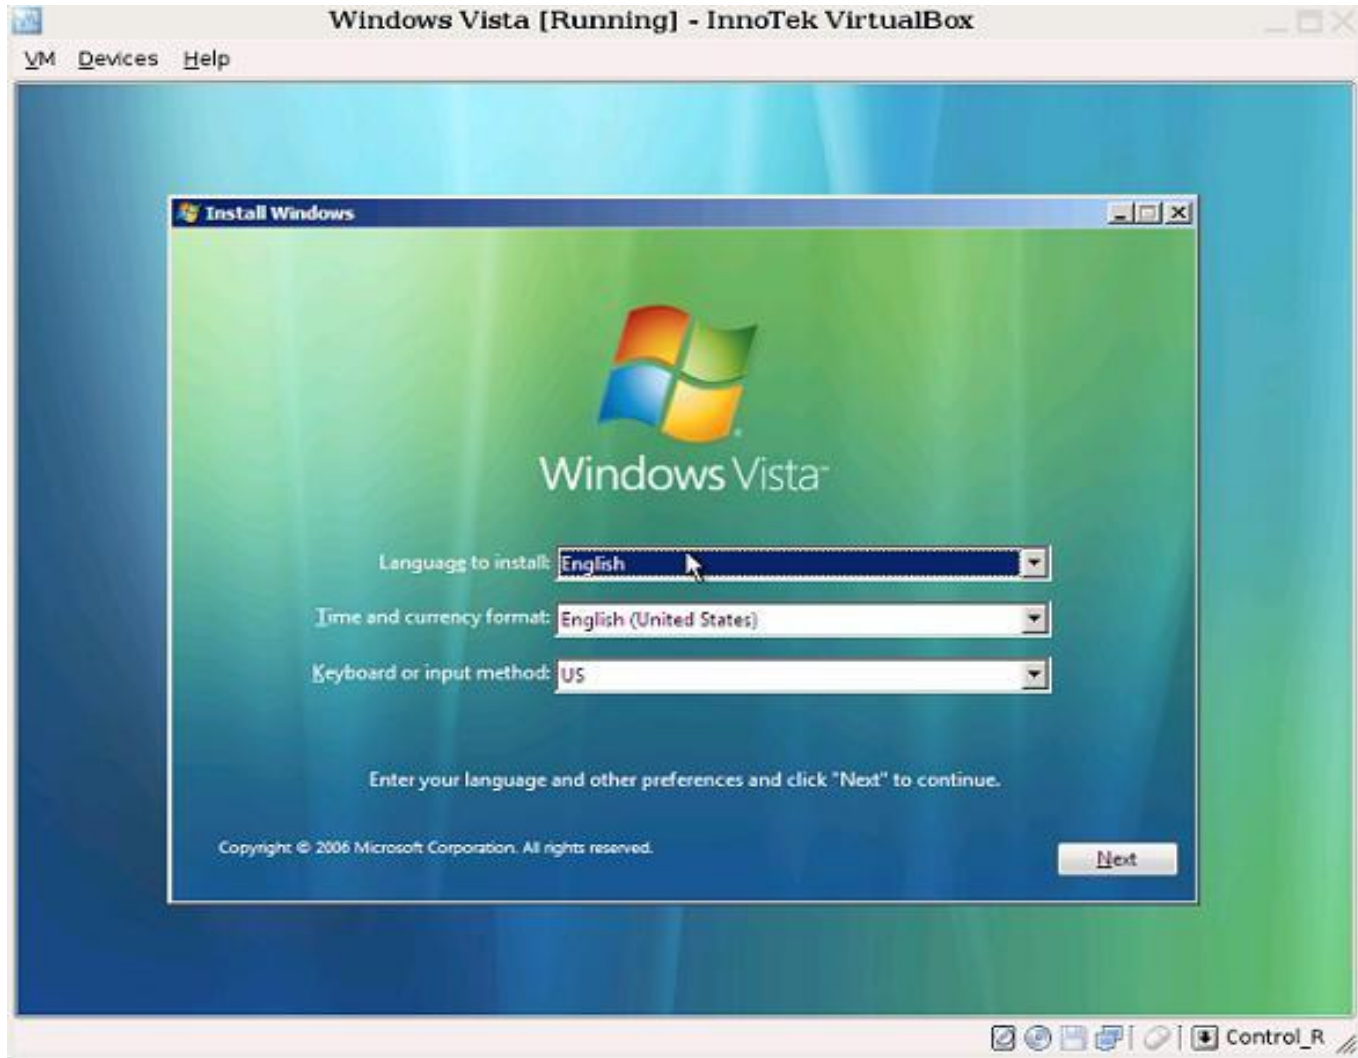 Windows Vista [Running] - InnoTek VirtualBox
VM Devices Help
Install Windows
Windows Vista™
Language to install: English
Time and currency format: English (United States)
Keyboard or input method: US
Enter your language and other preferences and click "Next" to continue.
Copyright © 2006 Microsoft Corporation. All rights reserved.
Next
Control_R